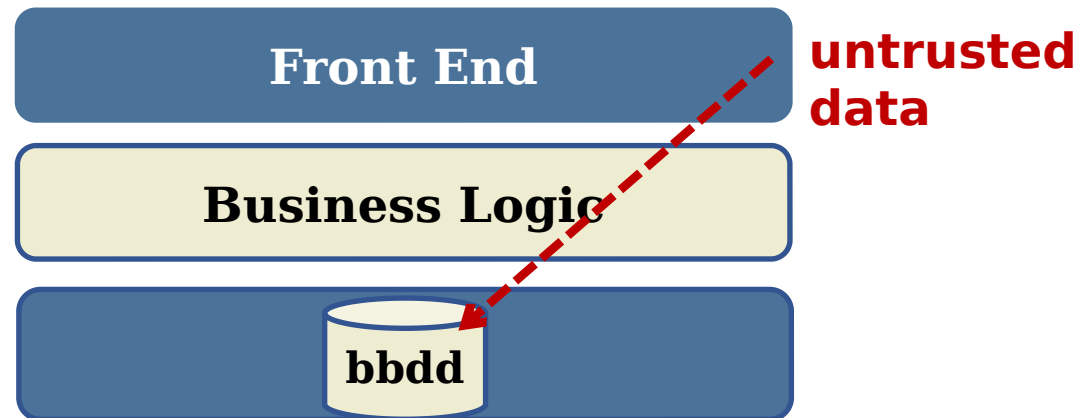 Front End
untrusted
data
Business Logic
bbdd